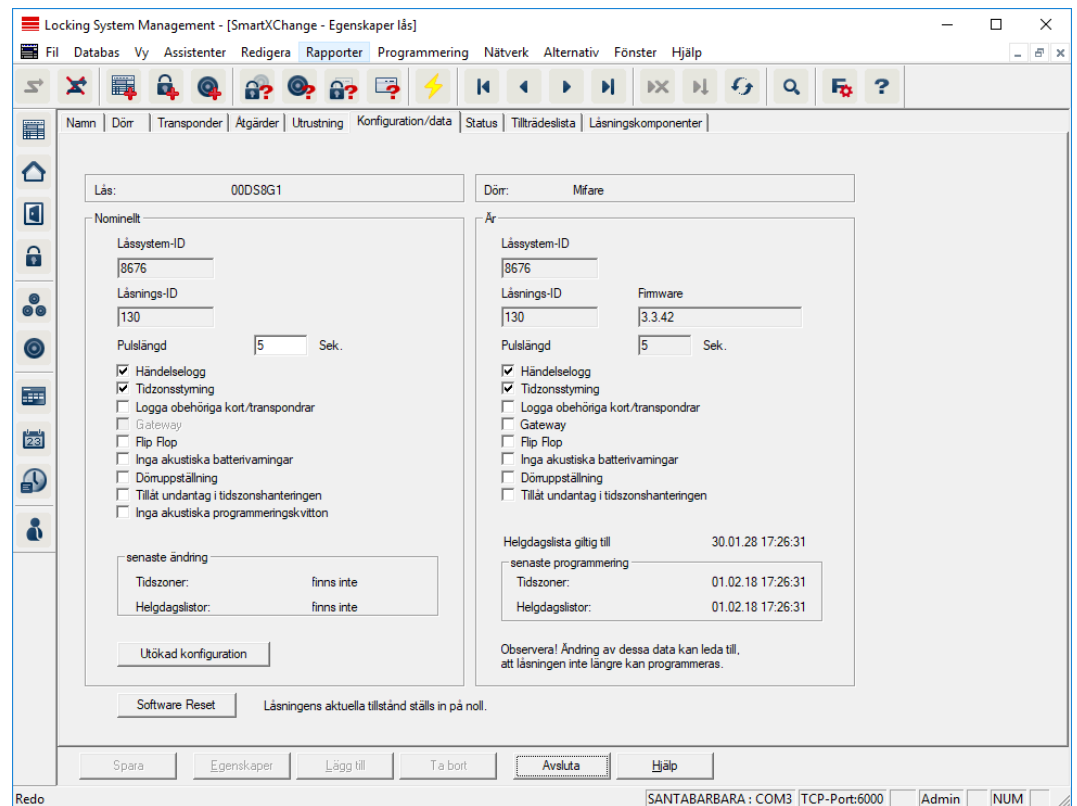 Locking System Management - [SmartXChange - Egenskaper lås]
Fil Databas Vy Assistenter Redigera Rapporter Programmering Nätverk Alternativ Fönster Hjälp
Namn Dörr Transponder Åtgärder Utrustning Konfiguration/data Status Tillträdeslista Låsningskomponenter
Lås: 00DS8G1
Dörr: Mifare
Nominellt
Låssystem-ID
8676
Låsnings-ID
130
Pulslängd 5 Sek.
Händelselogg
Tidzonsstyrning
Logga obehöriga kort/transpondrar
Gateway
Flip Flop
Inga akustiska batterivarningar
Dörruppställning
Tillåt undantag i tidszonshanteringen
Inga akustiska programmeringskvitton
senaste ändring
Tidszoner: finns inte
Helgdagslistor: finns inte
Utökad konfiguration
Är
Låssystem-ID
8676
Låsnings-ID Firmware
130 3.3.42
Pulslängd 5 Sek.
Händelselogg
Tidzonsstyrning
Logga obehöriga kort/transpondrar
Gateway
Flip Flop
Inga akustiska batterivarningar
Dörruppställning
Tillåt undantag i tidszonshanteringen
Helgdagslista giltig till 30.01.28 17:26:31
senaste programmering
Tidszoner: 01.02.18 17:26:31
Helgdagslistor: 01.02.18 17:26:31
Observera! Ändring av dessa data kan leda till,
att låsningen inte längre kan programmeras.
Software Reset Låsningens aktuella tillstånd ställs in på noll.
Spara Egenskaper Lägg till Ta bort Avsluta Hjälp
Redo SANTABARBARA : COM3 TCP-Port:6000 Admin NUM